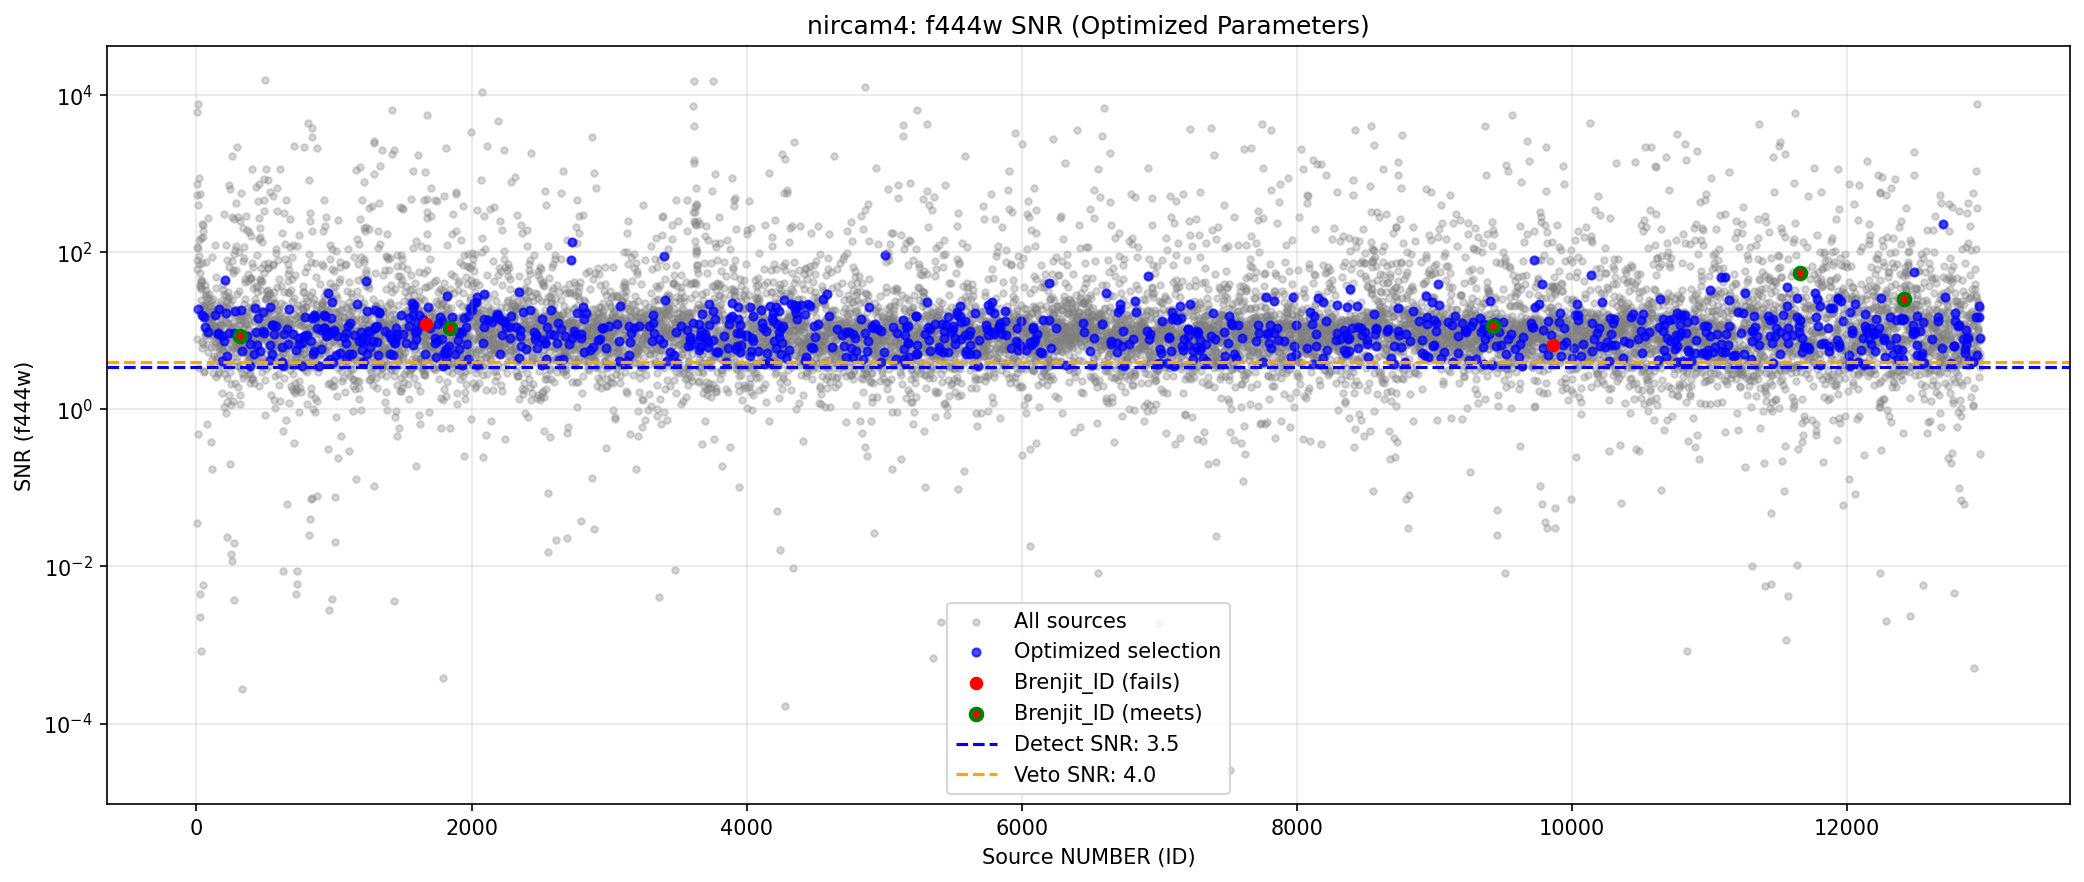 nircam4: f444w SNR (Optimized Parameters)
SNR (f444w)
10^4
10^2
10^0
10^-2
10^-4
All sources
Optimized selection
Brenjit_ID (fails)
Brenjit_ID (meets)
Detect SNR: 3.5
Veto SNR: 4.0
0 2000 4000 6000 8000 10000 12000
Source NUMBER (ID)